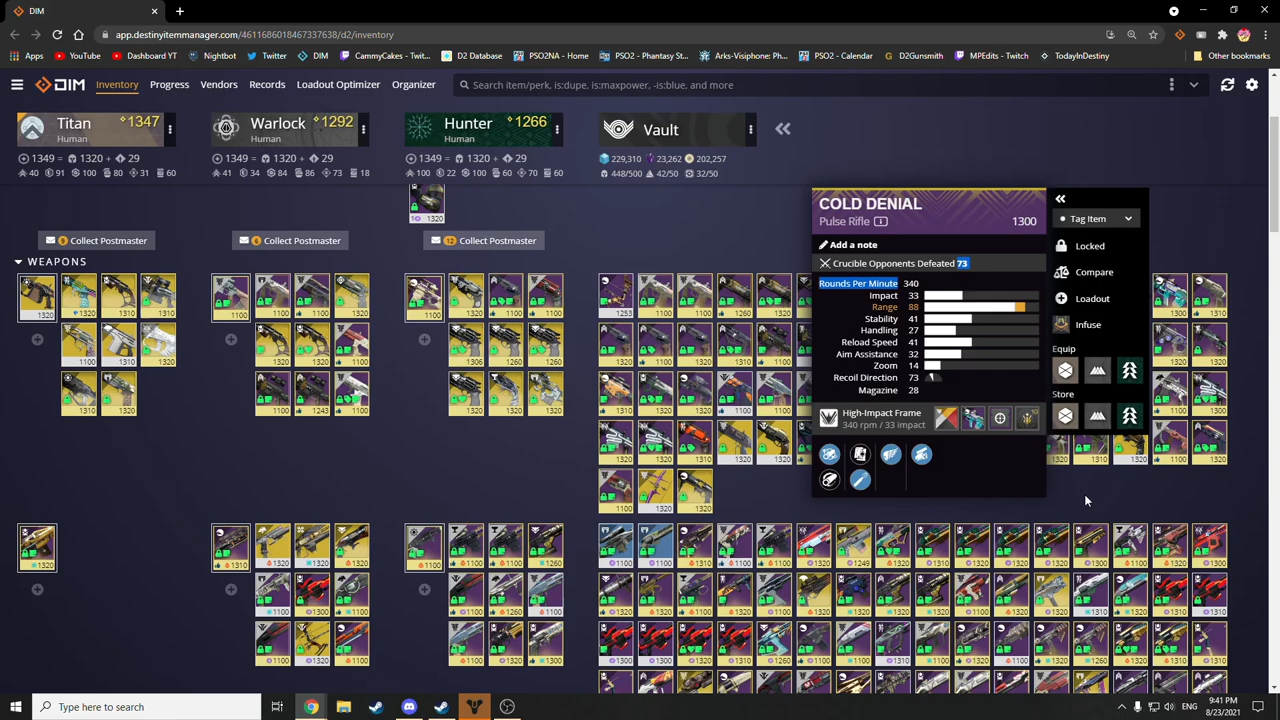 DIM
app.destinyitemmanager.com/4611686018467337638/d2/inventory
Apps YouTube Dashboard YT Nightbot Twitter DIM CammyCakes - Twit... D2 Database PSO2NA - Home PSO2 - Phantasy St... Arts-Visiphone: Ph... PSO2 - Calendar D2Gunsmith MPEdits - Twitch TodayInDestiny Other bookmarks
DIM Inventory Progress Vendors Records Loadout Optimizer Organizer Search item/perk, is:dupe, is:maxpower, -is:blue, and more
Titan 1347 Warlock 1292 Hunter 1266 Vault
Human Human Human
1349 = 1320 + 29 1349 = 1320 + 29 1349 = 1320 + 29 229,310 23,262 202,257
40 91 100 80 31 60 41 34 84 86 73 18 100 22 100 60 70 60 448/500 42/50 32/50
1320
9 Collect Postmaster 6 Collect Postmaster 12 Collect Postmaster
WEAPONS
COLD DENIAL
Pulse Rifle 1300
Add a note
Crucible Opponents Defeated 73
Rounds Per Minute 340
Impact 33
Range 88
Stability 41
Handling 27
Reload Speed 41
Aim Assistance 32
Zoom 14
Recoil Direction 73
Magazine 28
High-Impact Frame
340 rpm / 33 impact
Tag Item
Locked
Compare
Loadout
Infuse
Equip
Store
Type here to search
ENG
9:41 PM
8/23/2021